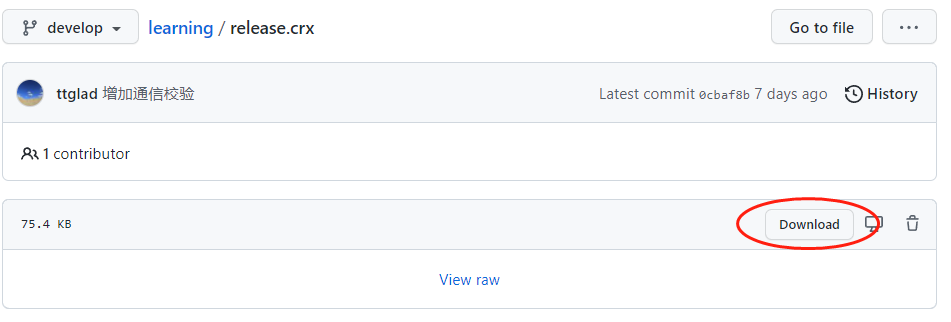 develop learning / release.crx Go to file ...
ttglad 增加通信校验 Latest commit 0cbaf8b 7 days ago History
1 contributor
75.4 KB Download
View raw